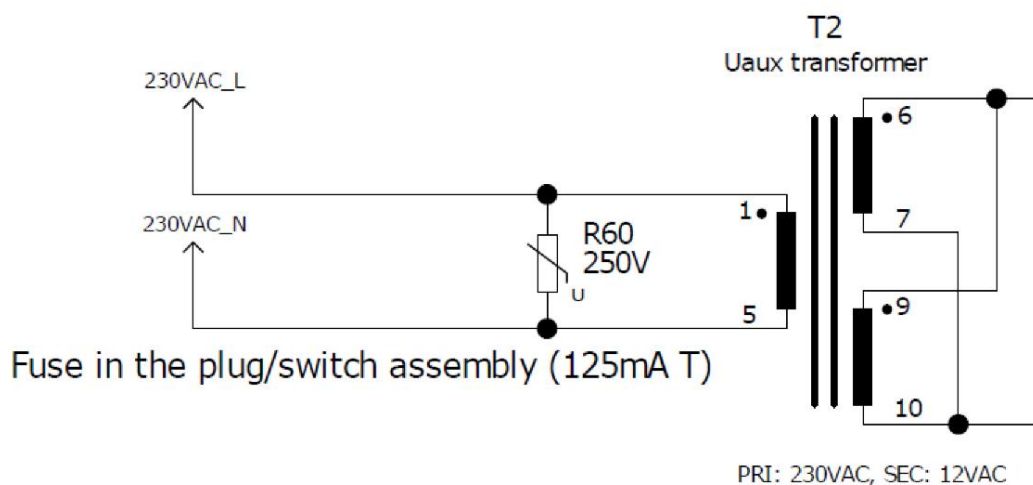 T2
Uaux transformer
230VAC_L
6
230VAC_N
1
R60
250V
U
7
5
9
10
Fuse in the plug/switch assembly (125mA T)
PRI: 230VAC, SEC: 12VAC